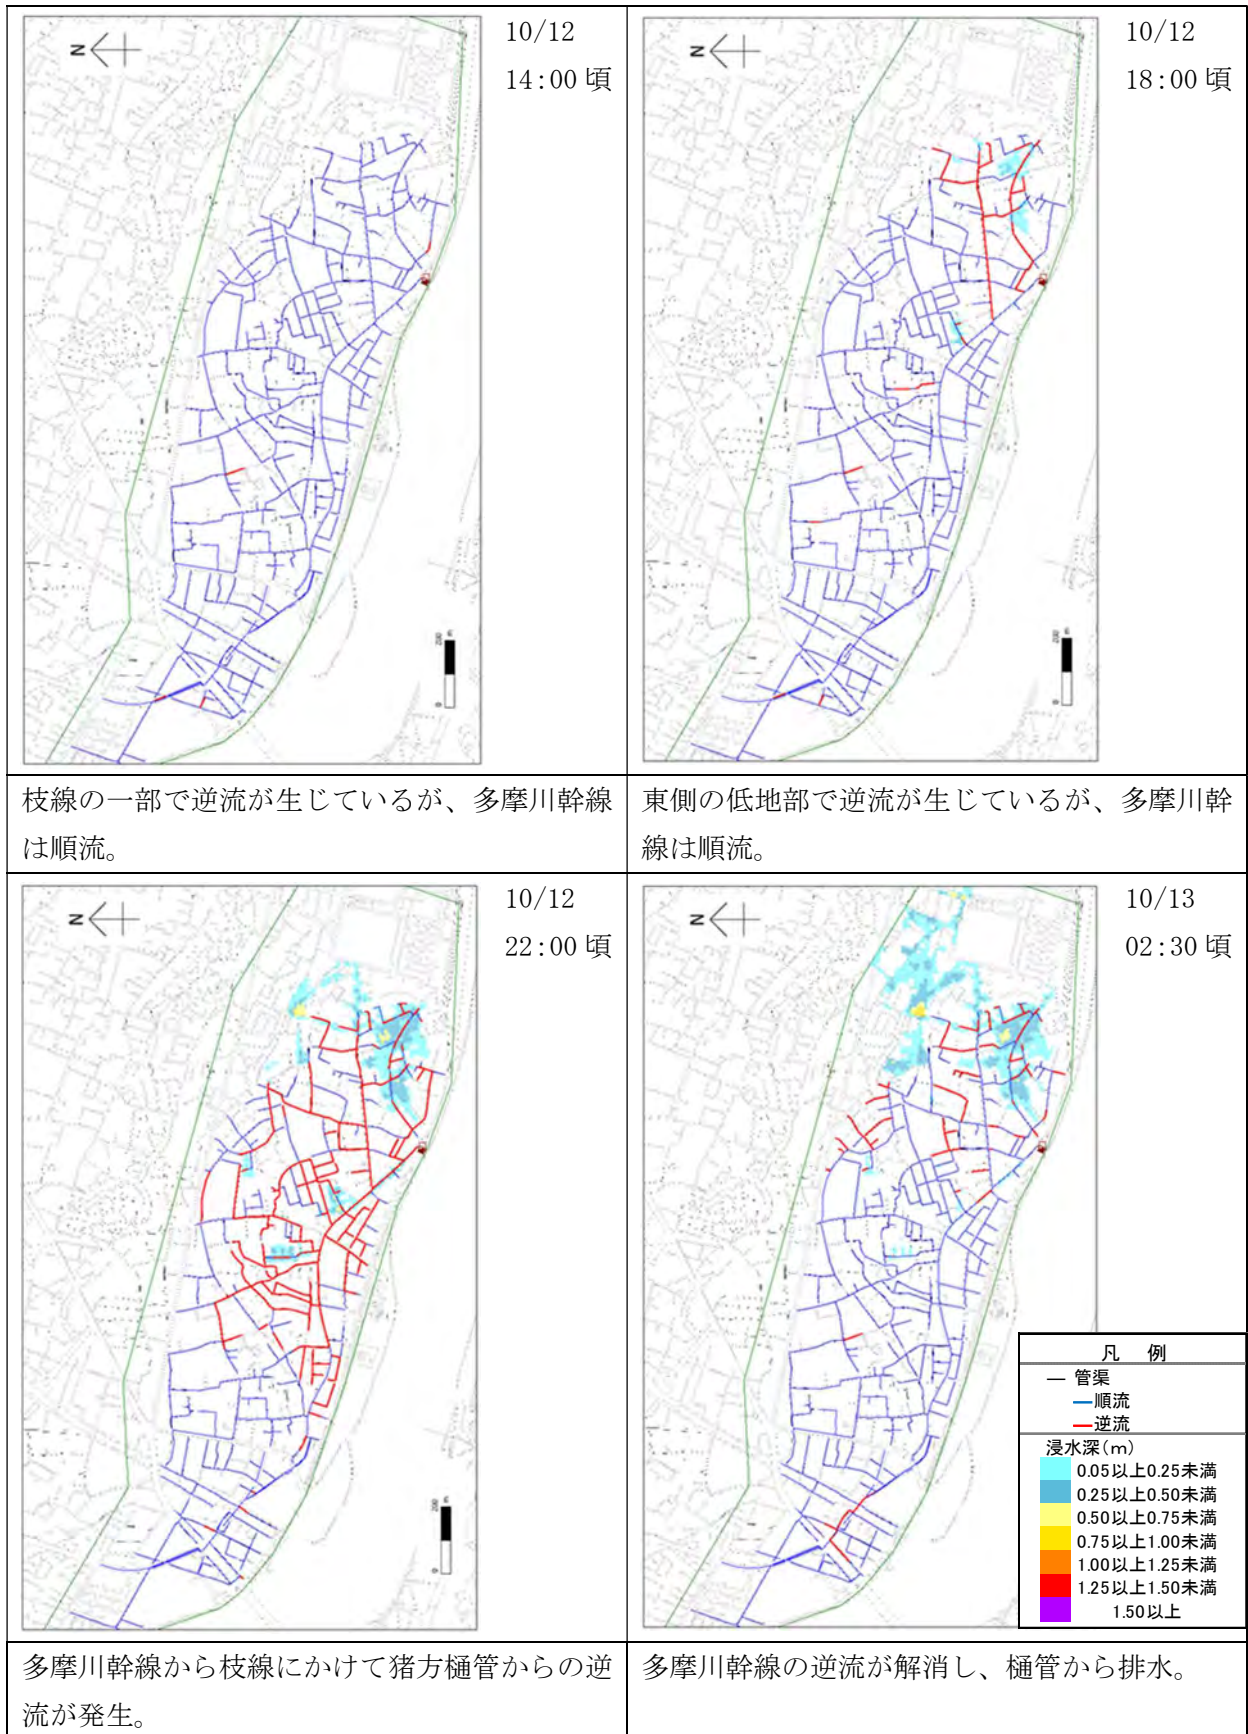 N
10/12
14:00 頃
200
m
0
枝線の一部で逆流が生じているが、多摩川幹線
は順流。
N
10/12
18:00 頃
200
m
0
東側の低地部で逆流が生じているが、多摩川幹
線は順流。
N
10/12
22:00 頃
200
m
0
多摩川幹線から枝線にかけて猪方樋管からの逆
流が発生。
N
10/13
02:30 頃
凡 例
管渠
順流
逆流
浸水深(m)
0.05以上0.25未満
0.25以上0.50未満
0.50以上0.75未満
0.75以上1.00未満
1.00以上1.25未満
1.25以上1.50未満
1.50以上
多摩川幹線の逆流が解消し、樋管から排水。